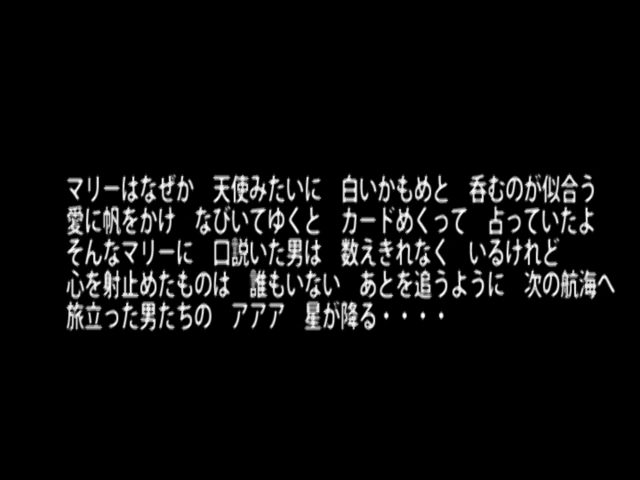 マリーはなぜか　天使みたいに　白いかもめと　呑むのが似合う
愛に帆をかけ　なびいてゆくと　カードめくって　占っていたよ
そんなマリーに　口説いた男は　数えきれなく　いるけれど
心を射止めたものは　誰もいない　あとを追うように　次の航海へ
旅立った男たちの　アアア　星が降る・・・・